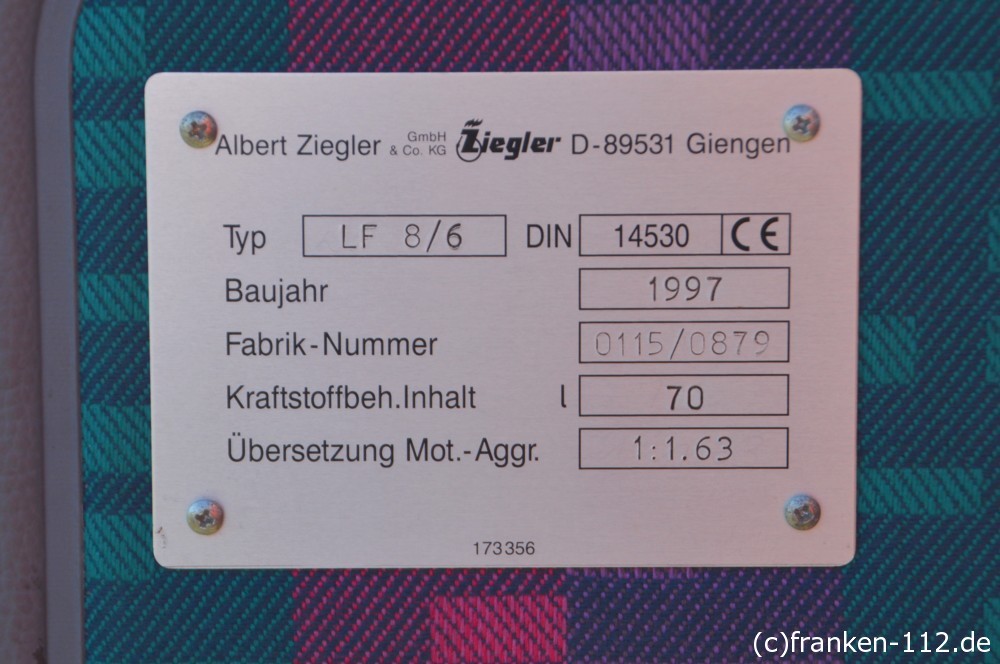 Albert Ziegler GmbH & Co. KG Ziegler D-89531 Giengen
Typ LF 8/6 DIN 14530 CE
Baujahr 1997
Fabrik-Nummer 0115/0879
Kraftstoffbeh.Inhalt l 70
Übersetzung Mot.-Aggr. 1:1.63
173356
(c)franken-112.de